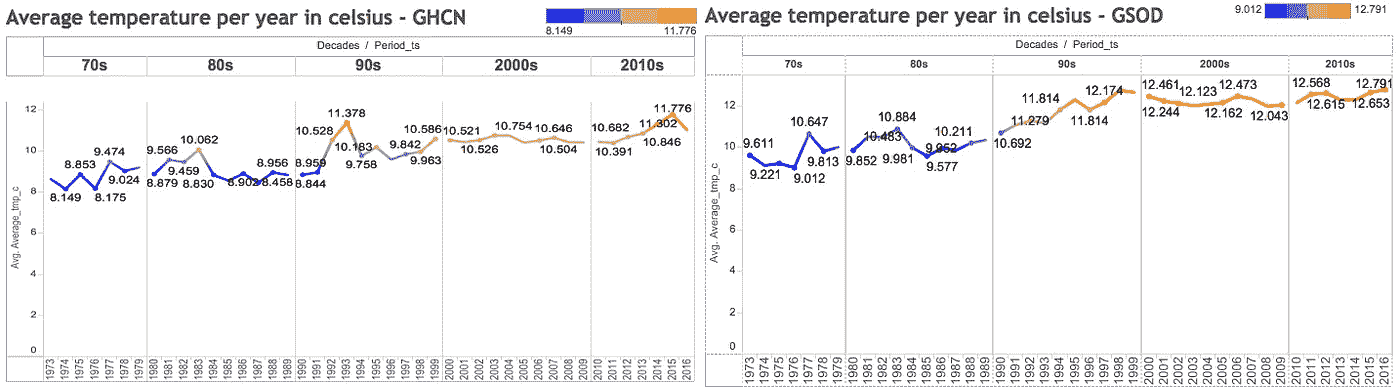 Average temperature per year in celsius - GHCN
8.149 11.776
Decades / Period_ts
70s 80s 90s 2000s 2010s
Avg. Average_tmp_c
12
10
8
6
4
2
0
8.149 8.853 8.175 9.474 9.024
8.879 9.566 9.459 10.062 8.830 8.902 8.956 8.458
8.844 8.959 10.528 11.378 9.758 10.183 9.842 9.963 10.586
10.521 10.526 10.754 10.504 10.646
10.682 10.391 11.302 11.776 10.846
1973 1974 1975 1976 1977 1978 1979 1980 1981 1982 1983 1984 1985 1986 1987 1988 1989 1990 1991 1992 1993 1994 1995 1996 1997 1998 1999 2000 2001 2002 2003 2004 2005 2006 2007 2008 2009 2010 2011 2012 2013 2014 2015 2016
Average temperature per year in celsius - GSOD
9.012 12.791
Decades / Period_ts
70s 80s 90s 2000s 2010s
Avg. Average_tmp_c
12
10
8
6
4
2
0
9.611 9.221 9.012 10.647 9.813
9.852 10.483 10.884 9.981 9.577 9.952 10.211
10.692 11.279 11.814 11.814 12.174
12.461 12.244 12.123 12.162 12.473 12.043
12.568 12.615 12.653 12.791
1973 1974 1975 1976 1977 1978 1979 1980 1981 1982 1983 1984 1985 1986 1987 1988 1989 1990 1991 1992 1993 1994 1995 1996 1997 1998 1999 2000 2001 2002 2003 2004 2005 2006 2007 2008 2009 2010 2011 2012 2013 2014 2015 2016